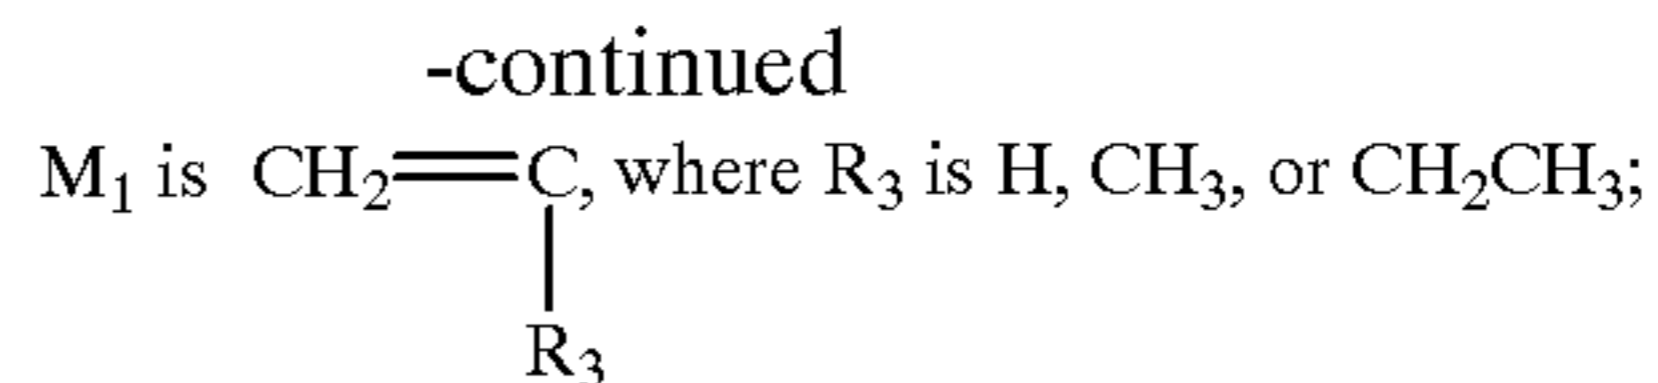 -continued
M₁ is CH₂=C, where R₃ is H, CH₃, or CH₂CH₃;
R₃